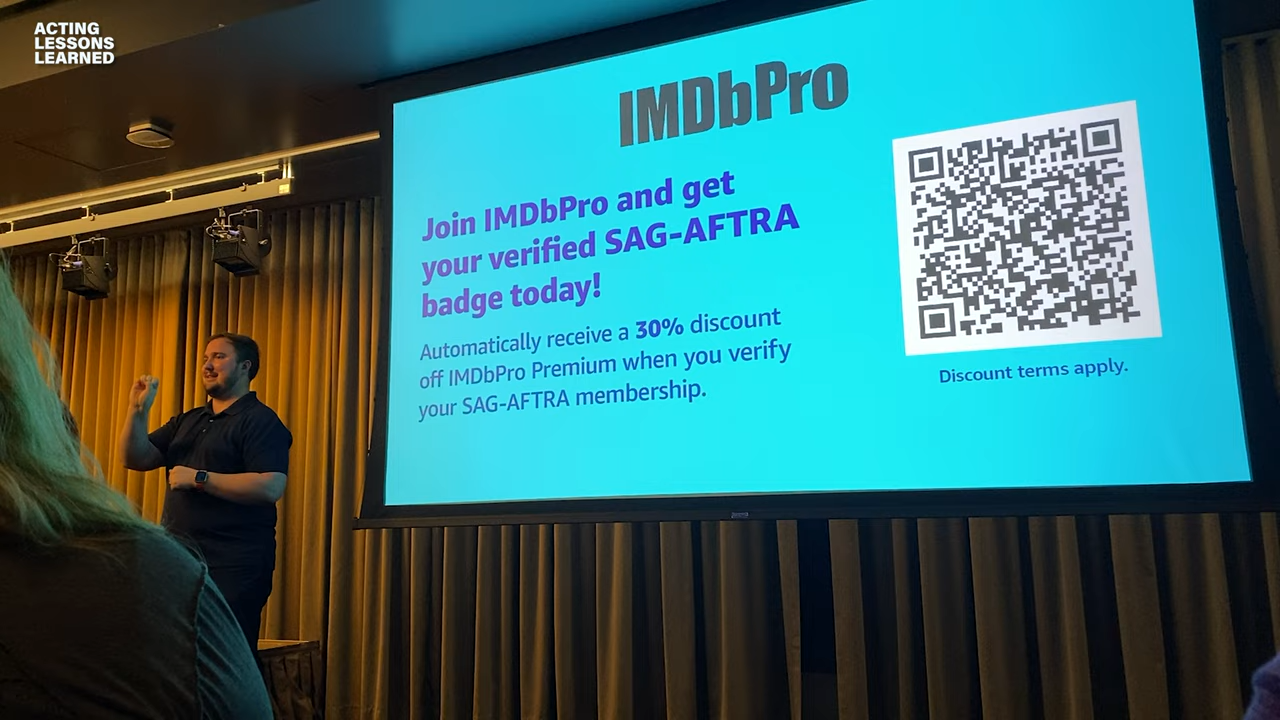 ACTING
LESSONS
LEARNED
IMDbPro
Join IMDbPro and get
your verified SAG-AFTRA
badge today!
Automatically receive a 30% discount
off IMDbPro Premium when you verify
your SAG-AFTRA membership.
Discount terms apply.